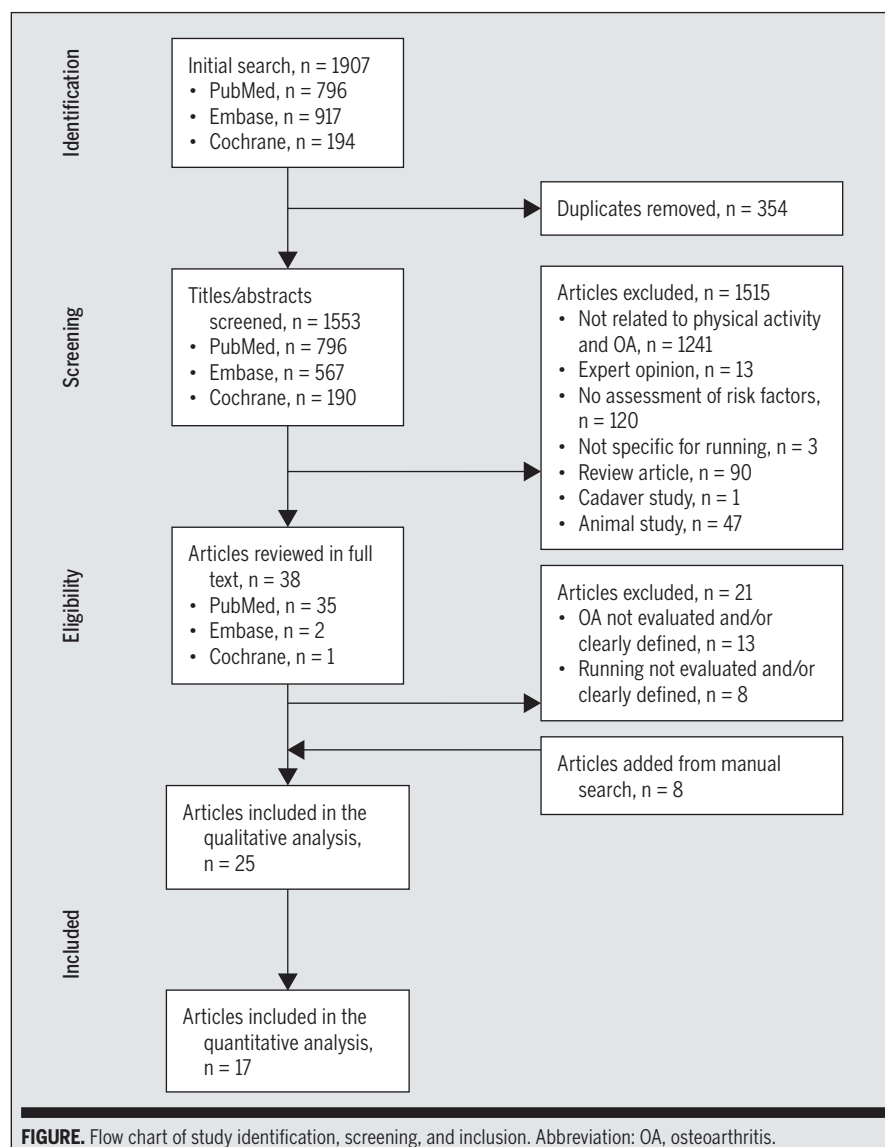 Identification
Initial search, n = 1907
• PubMed, n = 796
• Embase, n = 917
• Cochrane, n = 194
Duplicates removed, n = 354
Screening
Titles/abstracts
screened, n = 1553
• PubMed, n = 796
• Embase, n = 567
• Cochrane, n = 190
Articles excluded, n = 1515
• Not related to physical activity
and OA, n = 1241
• Expert opinion, n = 13
• No assessment of risk factors,
n = 120
• Not specific for running, n = 3
• Review article, n = 90
• Cadaver study, n = 1
• Animal study, n = 47
Eligibility
Articles reviewed in full
text, n = 38
• PubMed, n = 35
• Embase, n = 2
• Cochrane, n = 1
Articles excluded, n = 21
• OA not evaluated and/or
clearly defined, n = 13
• Running not evaluated and/or
clearly defined, n = 8
Articles added from manual
search, n = 8
Articles included in the
qualitative analysis,
n = 25
Included
Articles included in the
quantitative analysis,
n = 17
FIGURE. Flow chart of study identification, screening, and inclusion. Abbreviation: OA, osteoarthritis.